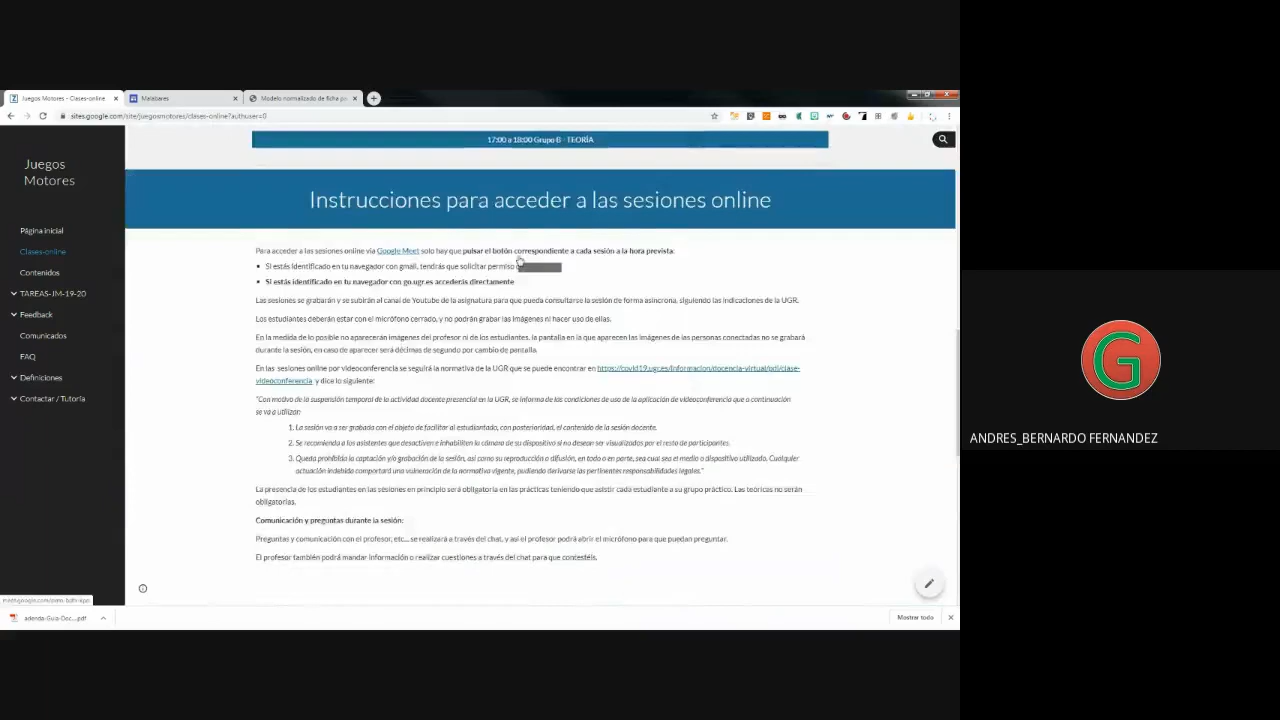 Juegos Motores - Clases-online
Malabares
Modelo normalizado de ficha pa
sites.google.com/site/juegosmotores/clases-online?authuser=0
17:00 a 18:00 Grupo B - TEORÍA
Juegos
Motores
Página inicial
Clases-online
Contenidos
TAREAS-JM-19-20
Feedback
Comunicados
FAQ
Definiciones
Contactar / Tutoría
Instrucciones para acceder a las sesiones online
Para acceder a las sesiones online via Google Meet solo hay que pulsar el botón correspondiente a cada sesión a la hora prevista:
Si estás identificado en tu navegador con gmail, tendrás que solicitar permiso
Si estás identificado en tu navegador con go.ugr.es accederás directamente
Las sesiones se grabarán y se subirán al canal de Youtube de la asignatura para que pueda consultarse la sesión de forma asíncrona, siguiendo las indicaciones de la UGR.
Los estudiantes deberán estar con el micrófono cerrado, y no podrán grabar las imágenes ni hacer uso de ellas.
En la medida de lo posible no aparecerán imágenes del profesor ni de los estudiantes, la pantalla en la que aparecen las imágenes de las personas conectadas no se grabará
durante la sesión, en caso de aparecer será décimas de segundo por cambio de pantalla.
En las sesiones online por videoconferencia se seguirá la normativa de la UGR que se puede encontrar en https://covid19.ugr.es/informacion/docencia-virtual/pdi/clase-
videoconferencia y dice lo siguiente:
"Con motivo de la suspensión temporal de la actividad docente presencial en la UGR, se informa de las condiciones de uso de la aplicación de videoconferencia que a continuación
se va a utilizar:
1. La sesión va a ser grabada con el objeto de facilitar al estudiantado, con posterioridad, el contenido de la sesión docente.
2. Se recomienda a los asistentes que desactiven e inhabiliten la cámara de su dispositivo si no desean ser visualizados por el resto de participantes.
3. Queda prohibida la captación y/o grabación de la sesión, así como su reproducción o difusión, en todo o en parte, sea cual sea el medio o dispositivo utilizado. Cualquier
actuación indebida comportará una vulneración de la normativa vigente, pudiendo derivarse las pertinentes responsabilidades legales."
La presencia de los estudiantes en las sesiones en principio será obligatoria en las prácticas teniendo que asistir cada estudiante a su grupo práctico. Las teóricas no serán
obligatorias.
Comunicación y preguntas durante la sesión:
Preguntas y comunicación con el profesor, etc... se realizará a través del chat, y así el profesor podrá abrir el micrófono para que puedan preguntar.
El profesor también podrá mandar información o realizar cuestiones a través del chat para que contestéis.
adenda-Guia-Doc....pdf
Mostrar todo
G
ANDRES_BERNARDO FERNANDEZ